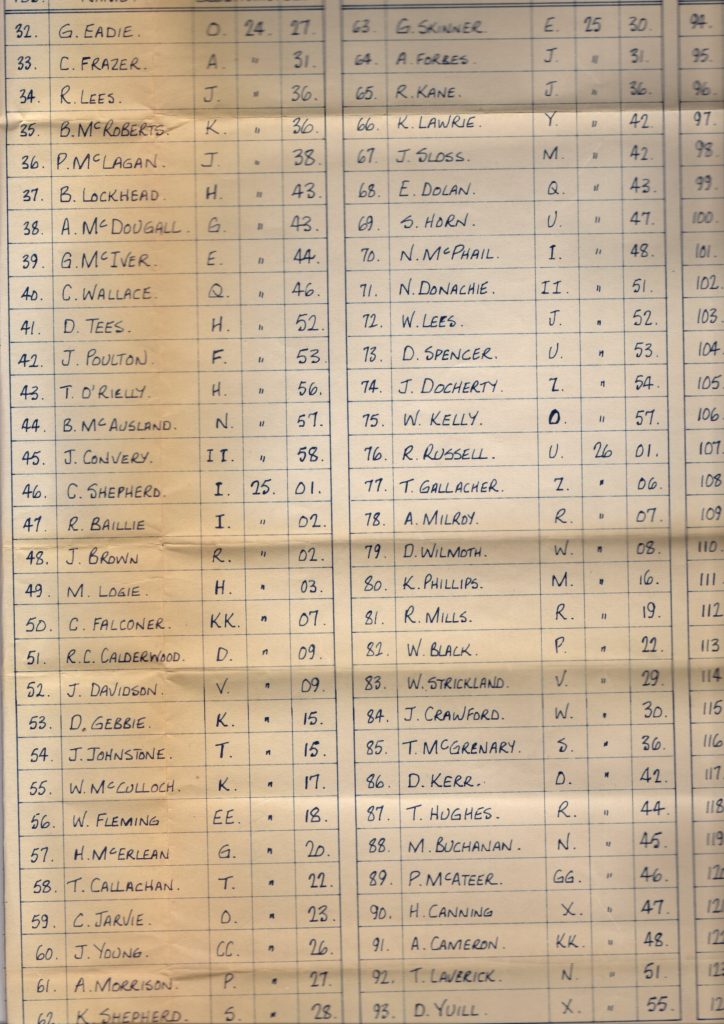 32. G. EADIE O. 24. 27.
33. C. FRAZER. A. " 31.
34. R. LEES. J. " 36.
35. B. McROBERTS. K. " 36.
36. P. McLAGAN. J. " 38.
37. B. LOCKHEAD H. " 43.
38. A. McDOUGALL. G. " 43.
39. G. McIVER. E. " 44.
40. C. WALLACE. Q. " 46.
41. D. TEES H. " 52.
42. J. POULTON. F. " 53.
43. T. O'RIELLY. H. " 56.
44. B. McAUSLAND. N. " 57.
45. J. CONVERY. II. " 58.
46. C. SHEPHERD. I. 25. 01.
47. R. BAILLIE I. " 02.
48. J. BROWN R. " 02.
49. M. LOGIE. H. " 03.
50. C. FALCONER. KK. " 07.
51. R.C. CALDERWOOD. D. " 09.
52. J. DAVIDSON. V. " 09.
53. D. GEBBIE. K. " 15.
54. J. JOHNSTONE. T. " 15.
55. W. McCULLOCH. K. " 17.
56. W. FLEMING EE. " 18.
57. H. McERLEAN G. " 20.
58. T. CALLACHAN. T. " 22.
59. C. JARVIE. O. " 23.
60. J. YOUNG. CC. " 26.
61. A. MORRISON. P. " 27.
62. K. SHEPHERD. S. " 28.
63. G. SKINNER E. 25 30.
64. A. FORBES J. " 31.
65. R. KANE. J. " 36.
66. K. LAWRIE. Y. " 42.
67. J. SLOSS M. " 42.
68. E. DOLAN. Q. " 43.
69. S. HORN. U. " 47.
70. N. McPHAIL. I. " 48.
71. N. DONACHIE. II. " 51.
72. W. LEES. J. " 52.
73. D. SPENCER. U. " 53.
74. J. DOCHERTY. Z. " 54.
75. W. KELLY. O. " 57.
76. R. RUSSELL. U. 26 01.
77. T. GALLACHER. Z. " 06.
78. A. MILROY. R. " 07.
79. D. WILMOTH. W. " 08.
80. K. PHILLIPS. M. " 16.
81. R. MILLS. R. " 19.
82. W. BLACK. P. " 22.
83. W. STRICKLAND. V. " 29.
84. J. CRAWFORD. W. " 30.
85. T. McGRENARY. S. " 36.
86. D. KERR. O. " 42.
87. T. HUGHES. R. " 44
88. M. BUCHANAN. N. " 45.
89. P. McATEER. GG. " 46.
90. H. CANNING X. " 47.
91. A. CAMERON. KK. " 48.
92. T. LAVERICK. N. " 51.
93. D. YUILL X. " 55.
94.
95.
96.
97.
98.
99.
100.
101.
102.
103.
104.
105
106
107
108
109
110.
111.
112
113
114
115
116
117
118
119